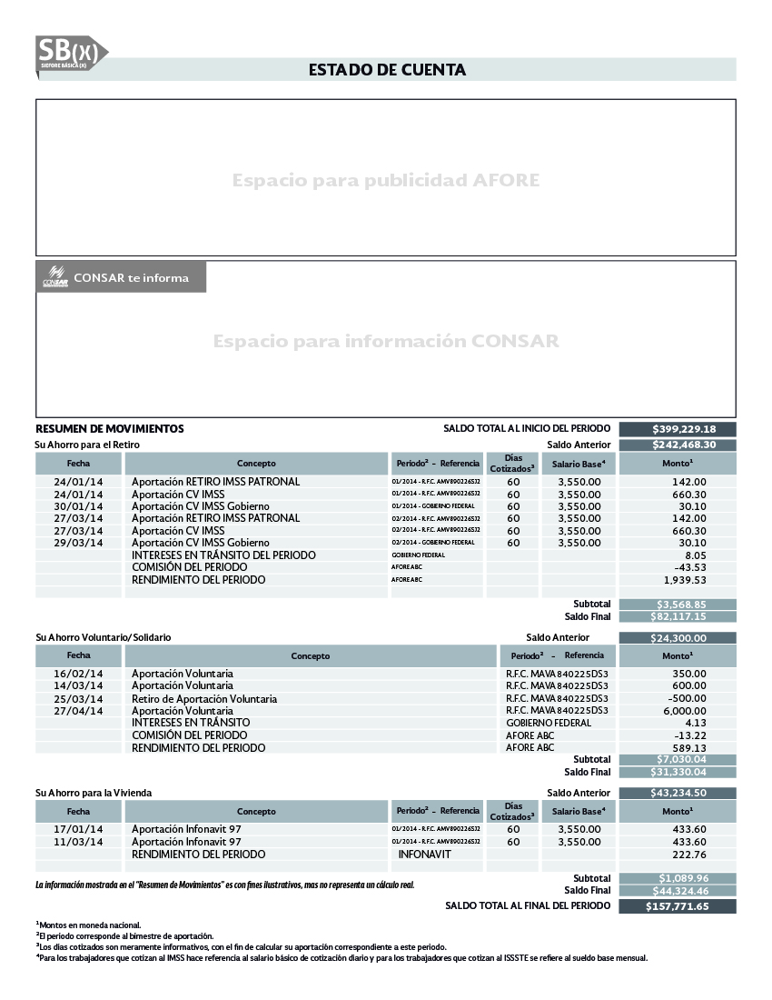 SB(X)
SIEFORE BÁSICA (X)
ESTADO DE CUENTA
Espacio para publicidad AFORE
CONSAR CONSAR te informa
Espacio para información CONSAR
RESUMEN DE MOVIMIENTOS SALDO TOTAL AL INICIO DEL PERIODO $399,229.18
Su Ahorro para el Retiro Saldo Anterior $242,468.30
Fecha Concepto Periodo² - Referencia Días Cotizados³ Salario Base⁴ Monto¹
24/01/14 Aportación RETIRO IMSS PATRONAL 01/2014 - R.F.C. AMV8902265J2 60 3,550.00 142.00
24/01/14 Aportación CV IMSS 01/2014 - R.F.C. AMV8902265J2 60 3,550.00 660.30
30/01/14 Aportación CV IMSS Gobierno 01/2014 - GOBIERNO FEDERAL 60 3,550.00 30.10
27/03/14 Aportación RETIRO IMSS PATRONAL 02/2014 - R.F.C. AMV8902265J2 60 3,550.00 142.00
27/03/14 Aportación CV IMSS 02/2014 - R.F.C. AMV8902265J2 60 3,550.00 660.30
29/03/14 Aportación CV IMSS Gobierno 02/2014 - GOBIERNO FEDERAL 60 3,550.00 30.10
INTERESES EN TRÁNSITO DEL PERIODO GOBIERNO FEDERAL 8.05
COMISIÓN DEL PERIODO AFORE ABC -43.53
RENDIMIENTO DEL PERIODO AFORE ABC 1,939.53
Subtotal $3,568.85
Saldo Final $82,117.15
Su Ahorro Voluntario/Solidario Saldo Anterior $24,300.00
Fecha Concepto Periodo² - Referencia Monto¹
16/02/14 Aportación Voluntaria R.F.C. MAVA840225DS3 350.00
14/03/14 Aportación Voluntaria R.F.C. MAVA840225DS3 600.00
25/03/14 Retiro de Aportación Voluntaria R.F.C. MAVA840225DS3 -500.00
27/04/14 Aportación Voluntaria R.F.C. MAVA840225DS3 6,000.00
INTERESES EN TRÁNSITO GOBIERNO FEDERAL 4.13
COMISIÓN DEL PERIODO AFORE ABC -13.22
RENDIMIENTO DEL PERIODO AFORE ABC 589.13
Subtotal $7,030.04
Saldo Final $31,330.04
Su Ahorro para la Vivienda Saldo Anterior $43,234.50
Fecha Concepto Periodo² - Referencia Días Cotizados³ Salario Base⁴ Monto¹
17/01/14 Aportación Infonavit 97 01/2014 - R.F.C. AMV8902265J2 60 3,550.00 433.60
11/03/14 Aportación Infonavit 97 01/2014 - R.F.C. AMV8902265J2 60 3,550.00 433.60
RENDIMIENTO DEL PERIODO INFONAVIT 222.76
Subtotal $1,089.96
La información mostrada en el "Resumen de Movimientos" es con fines ilustrativos, mas no representa un cálculo real. Saldo Final $44,324.46
SALDO TOTAL AL FINAL DEL PERIODO $157,771.65
¹Montos en moneda nacional.
²El periodo corresponde al bimestre de aportación.
³Los días cotizados son meramente informativos, con el fin de calcular su aportación correspondiente a este periodo.
⁴Para los trabajadores que cotizan al IMSS hace referencia al salario básico de cotización diario y para los trabajadores que cotizan al ISSSTE se refiere al sueldo base mensual.